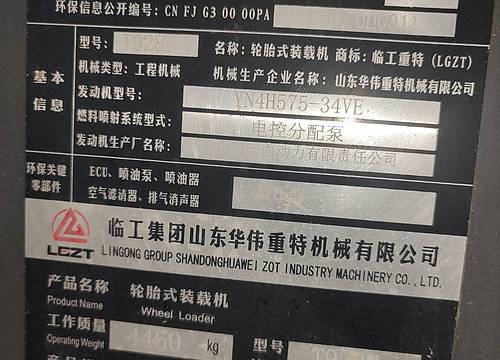 环保信息公开编号: CN FJ G3 00 00PA
型号: 名称: 轮胎式装载机 商标: 临工重特 (LGZT)
机械类型: 工程机械 机械生产企业名称: 山东华伟重特机械有限公司
基本信息
发动机型号: YN4H575-34VE
燃料喷射系统型式: 电控分配泵
发动机生产厂名称: 内动力有限责任公司
环保关键零部件
ECU、喷油泵、喷油器
空气滤清器、排气消声器
LGZT
临工集团山东华伟重特机械有限公司
LINGONG GROUP SHANDONGHUAWEI ZOT INDUSTRY MACHINERY CO., LTD.
产品名称 轮胎式装载机
Product Name Wheel Loader
工作质量 4460 kg 型号
Operating Weight